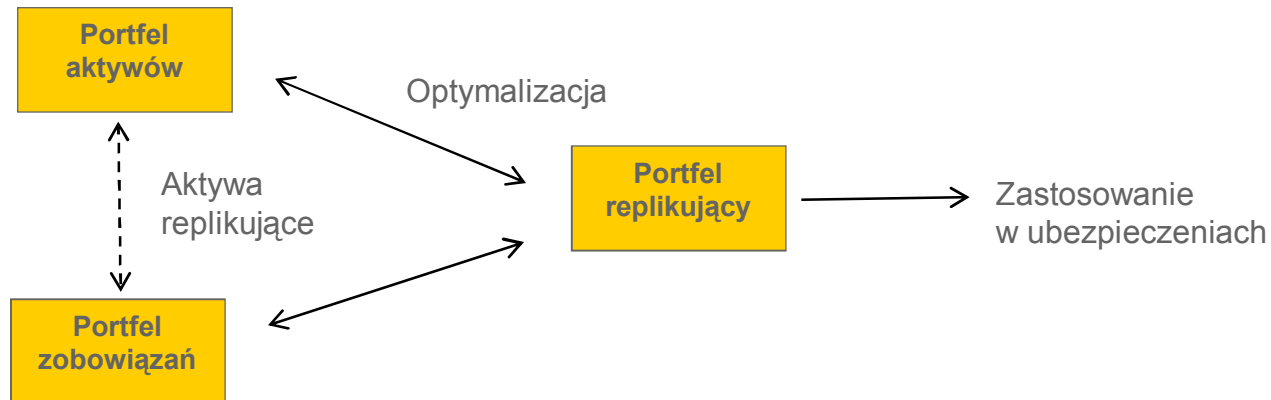 Portfel
aktywów
Optymalizacja
Aktywa
replikujące
Portfel
replikujący
Zastosowanie
w ubezpieczeniach
Portfel
zobowiązań